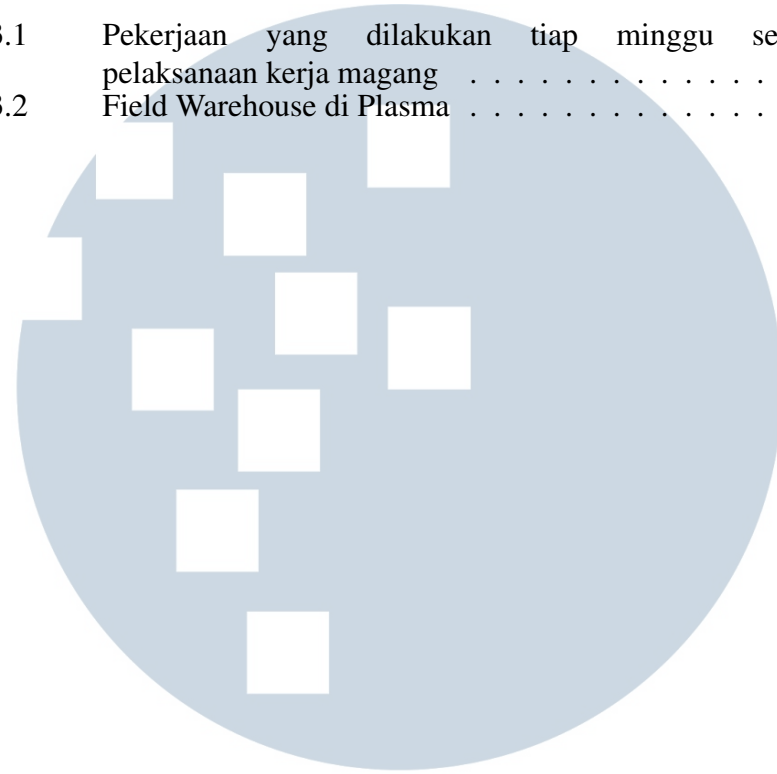 3.1 Pekerjaan yang dilakukan tiap minggu se
pelaksanaan kerja magang . . . . . . . . . . . . .
3.2 Field Warehouse di Plasma . . . . . . . . . . . . .